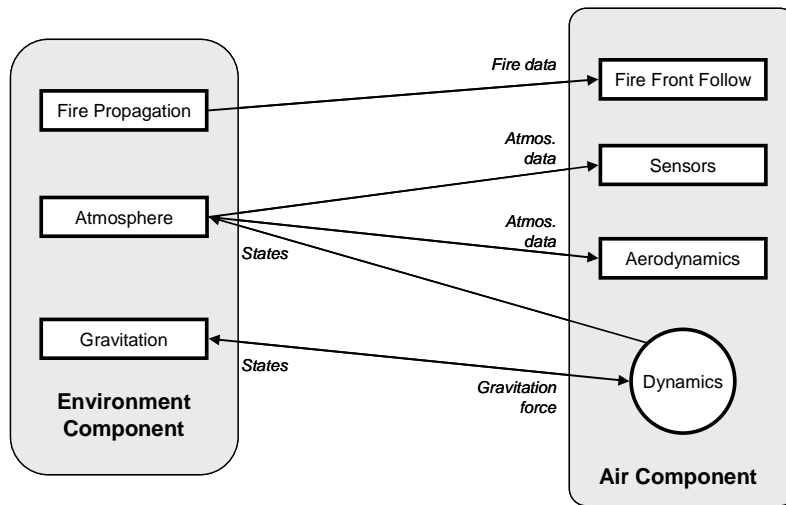 Fire data
Fire Propagation
Fire Front Follow
Atmos.
data
Sensors
Atmosphere
Atmos.
data
States
Aerodynamics
Gravitation
States
Gravitation
force
Dynamics
Environment
Component
Air Component